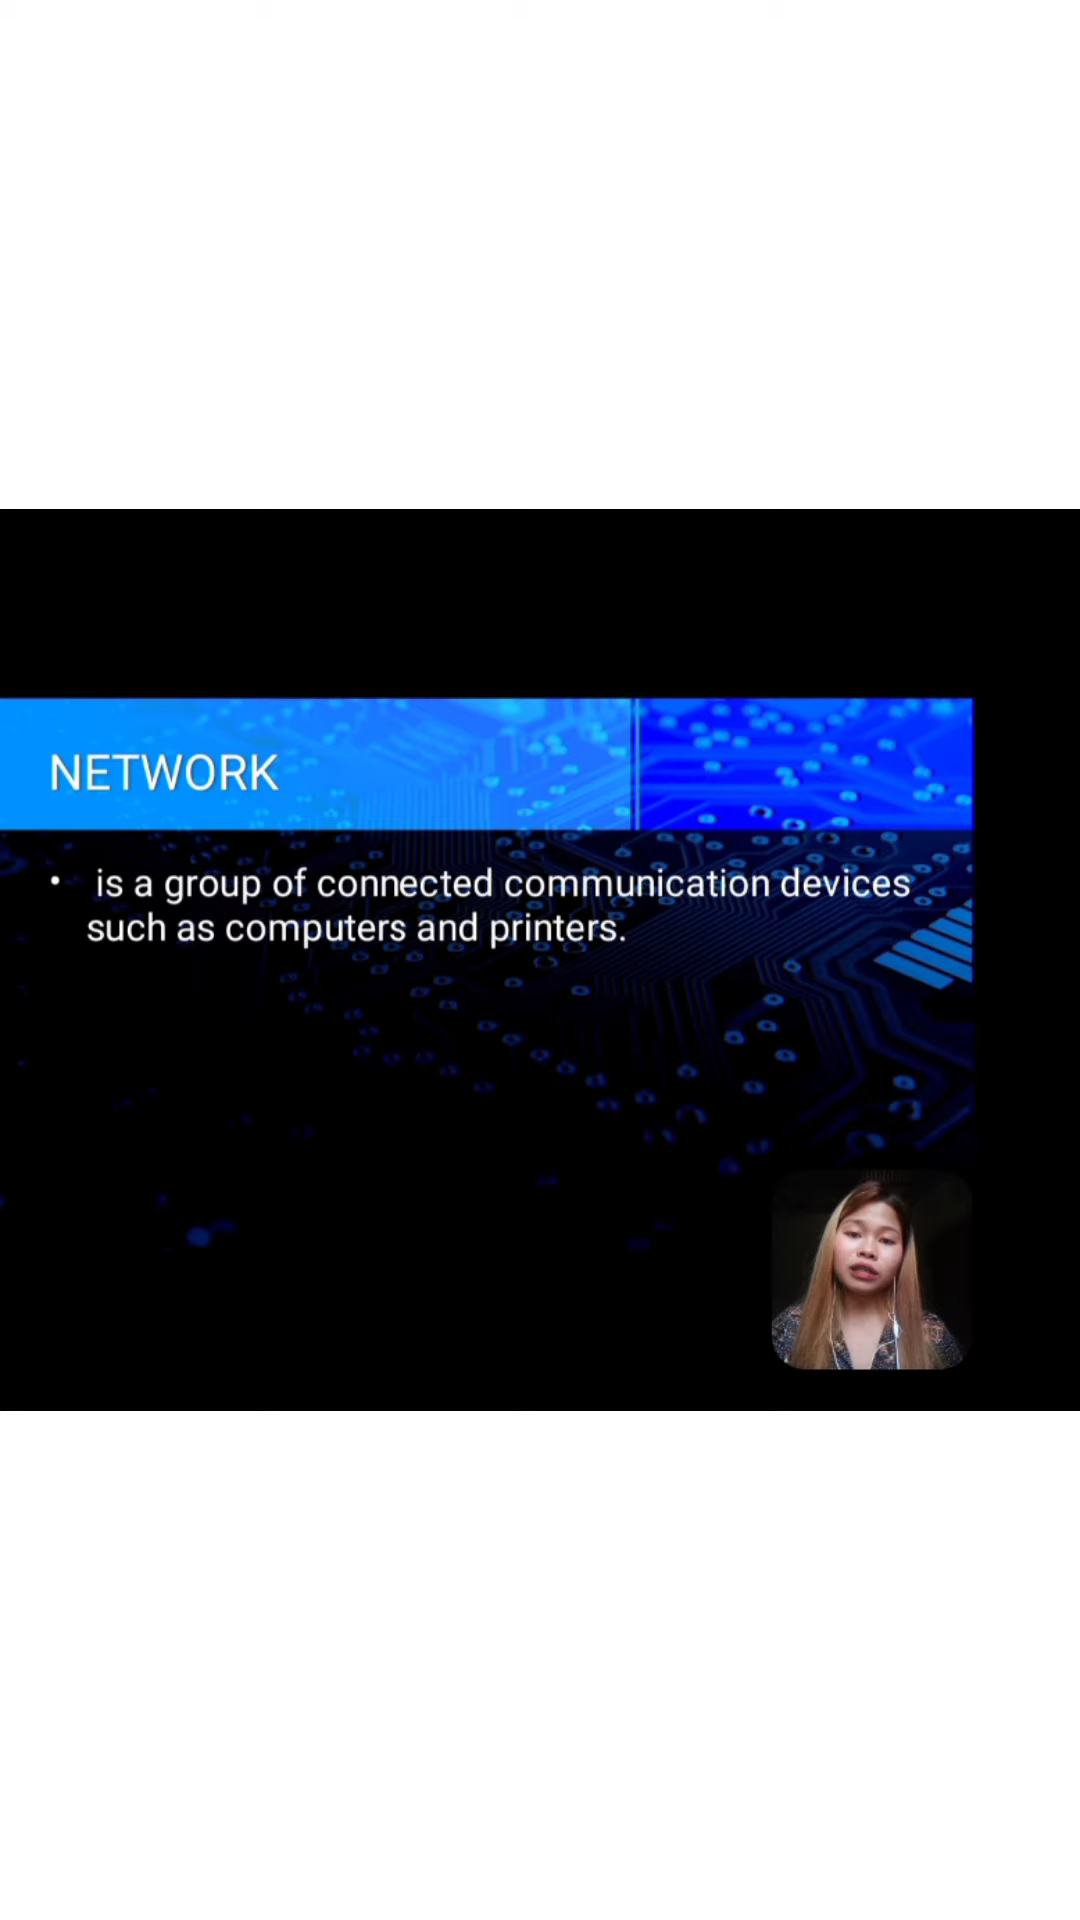 NETWORK
• is a group of connected communication devices
such as computers and printers.